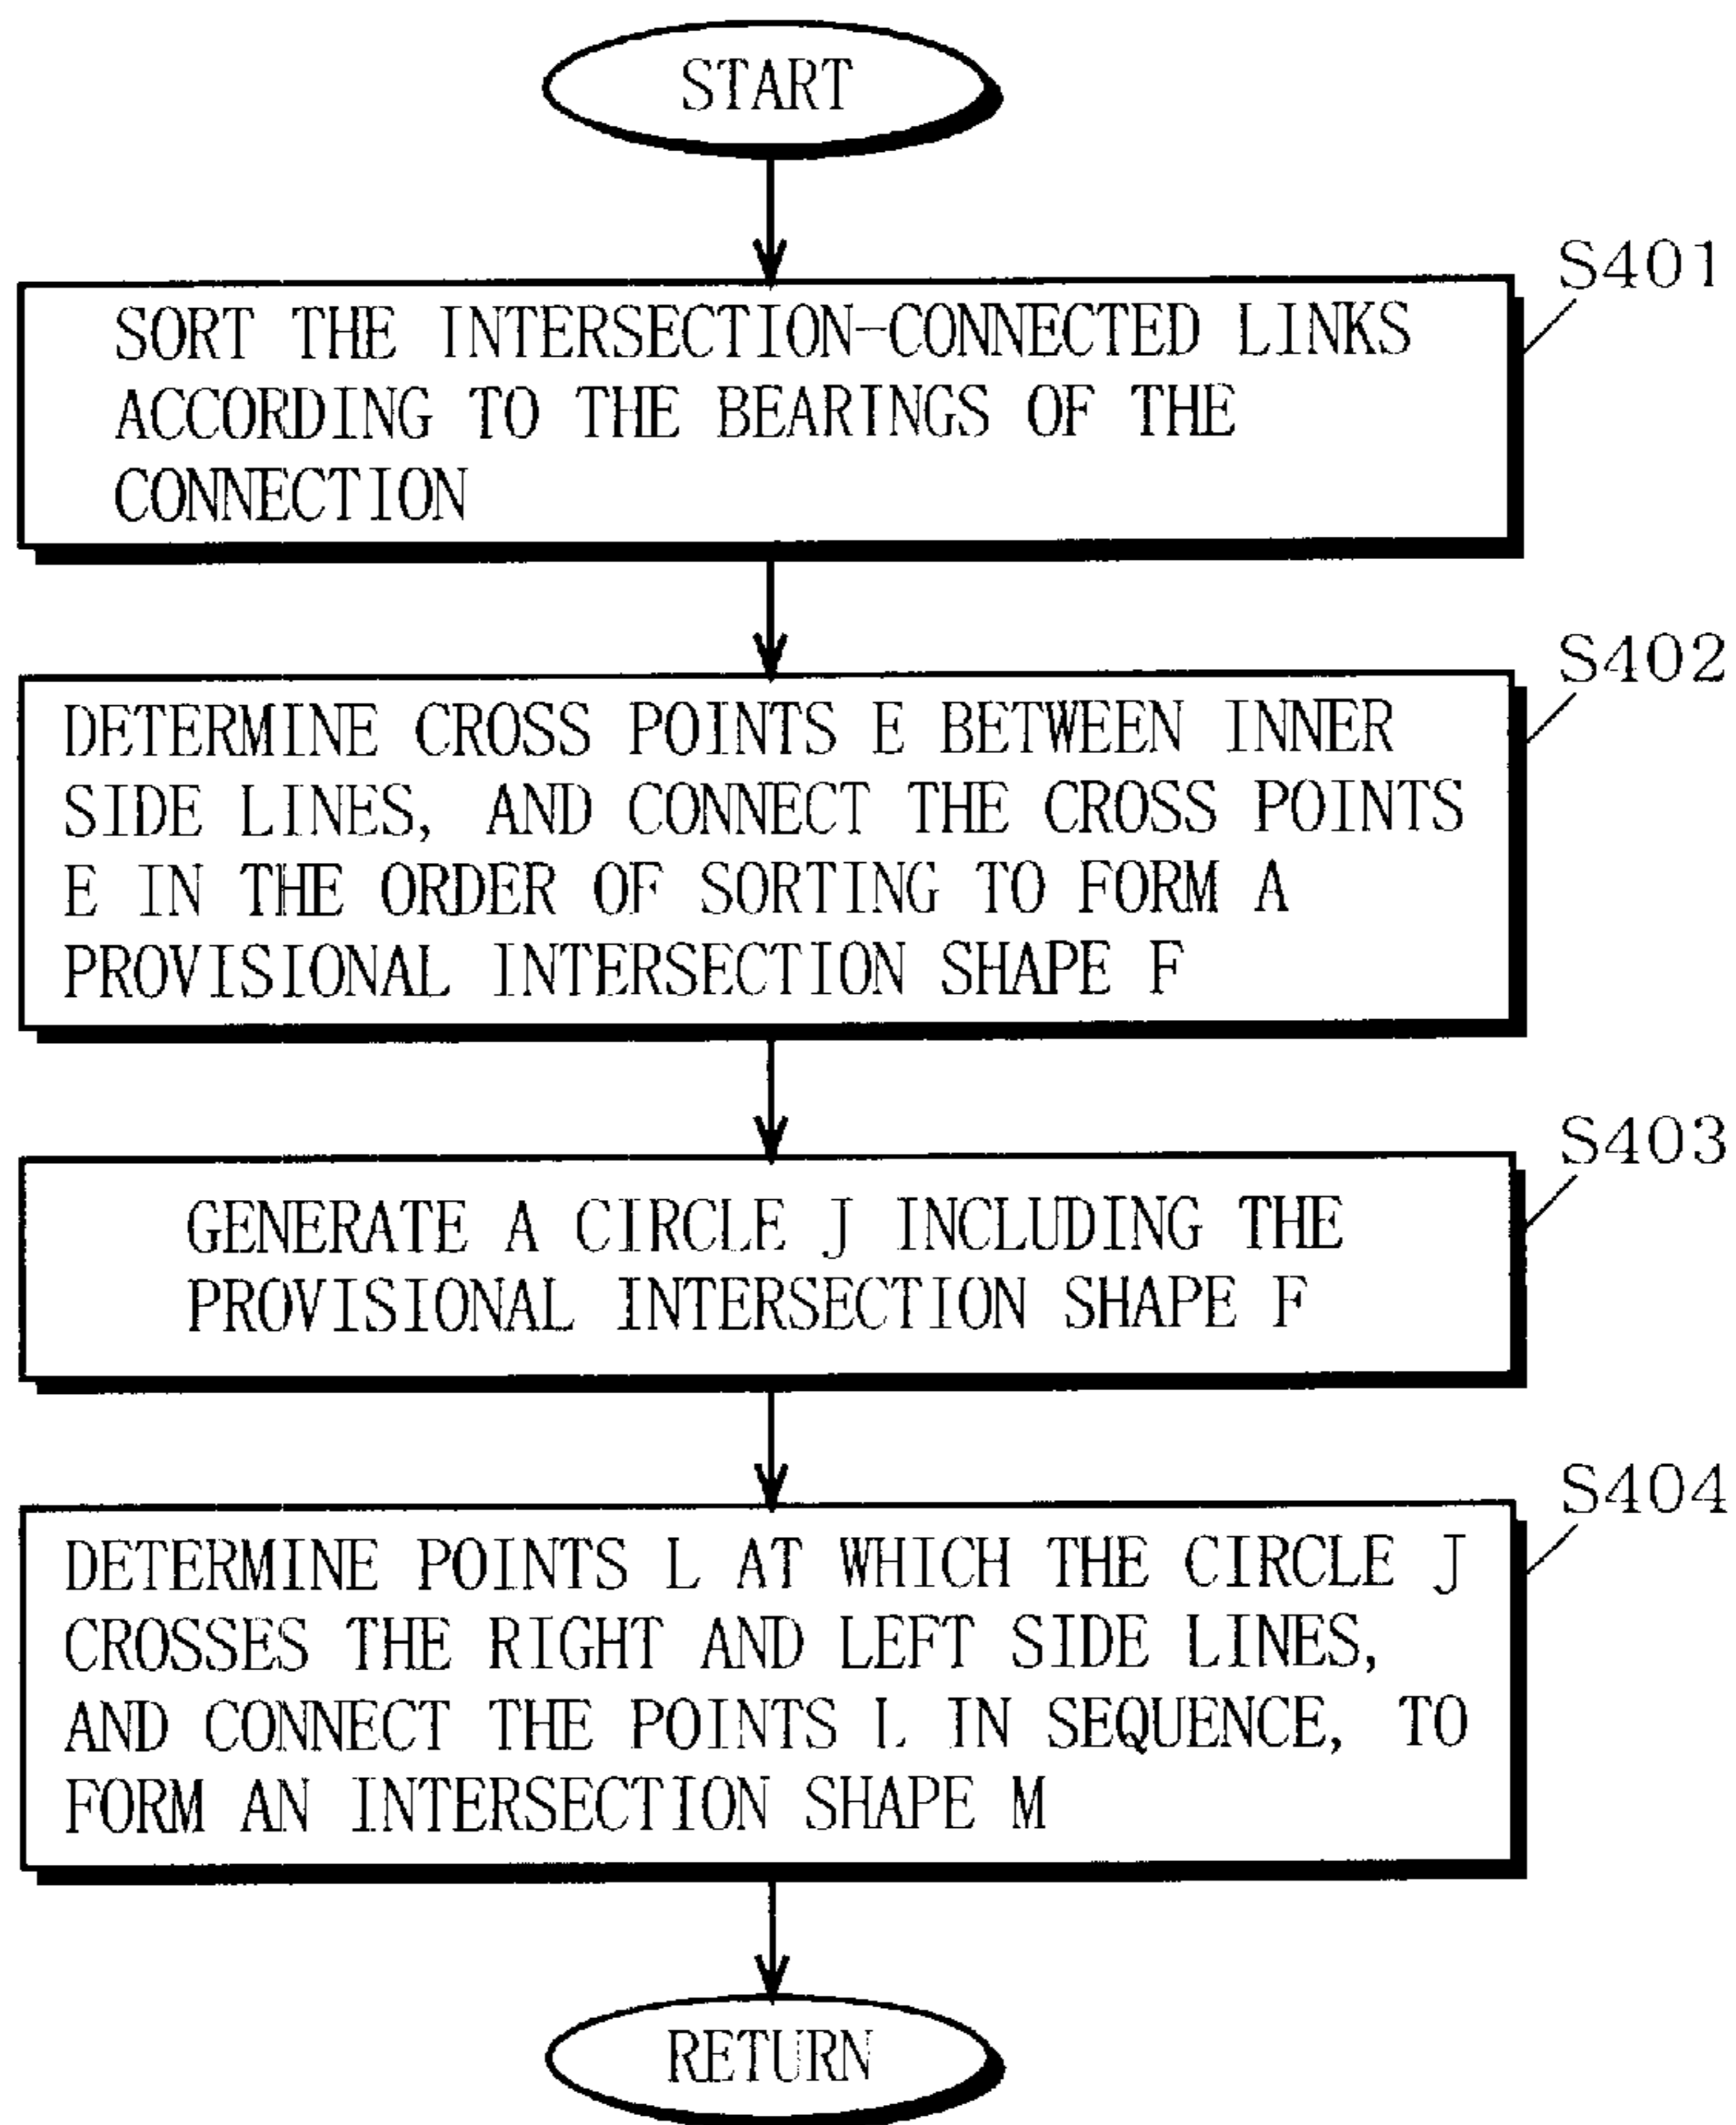 START
S401
SORT THE INTERSECTION-CONNECTED LINKS
ACCORDING TO THE BEARINGS OF THE
CONNECTION
S402
DETERMINE CROSS POINTS E BETWEEN INNER
SIDE LINES, AND CONNECT THE CROSS POINTS
E IN THE ORDER OF SORTING TO FORM A
PROVISIONAL INTERSECTION SHAPE F
S403
GENERATE A CIRCLE J INCLUDING THE
PROVISIONAL INTERSECTION SHAPE F
S404
DETERMINE POINTS L AT WHICH THE CIRCLE J
CROSSES THE RIGHT AND LEFT SIDE LINES,
AND CONNECT THE POINTS L IN SEQUENCE, TO
FORM AN INTERSECTION SHAPE M
RETURN